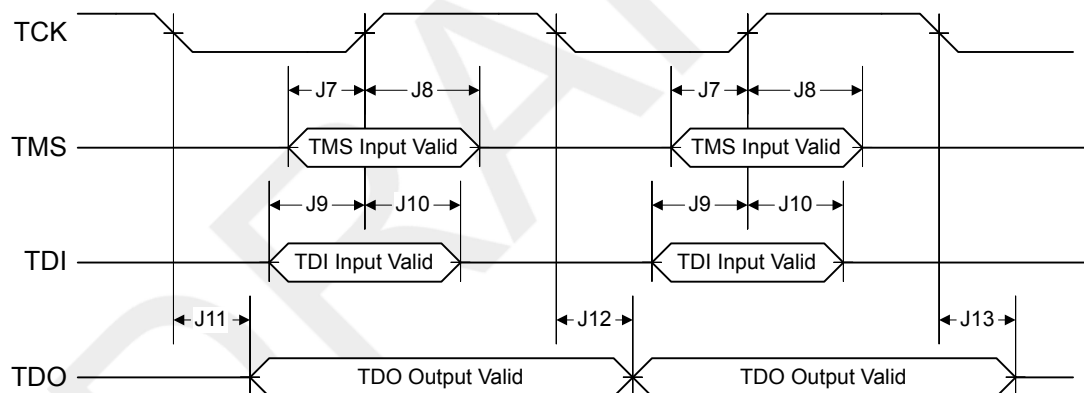 TCK
J7 J8 J7 J8
TMS TMS Input Valid TMS Input Valid
J9 J10 J9 J10
TDI TDI Input Valid TDI Input Valid
J11 J12 J13
TDO TDO Output Valid TDO Output Valid